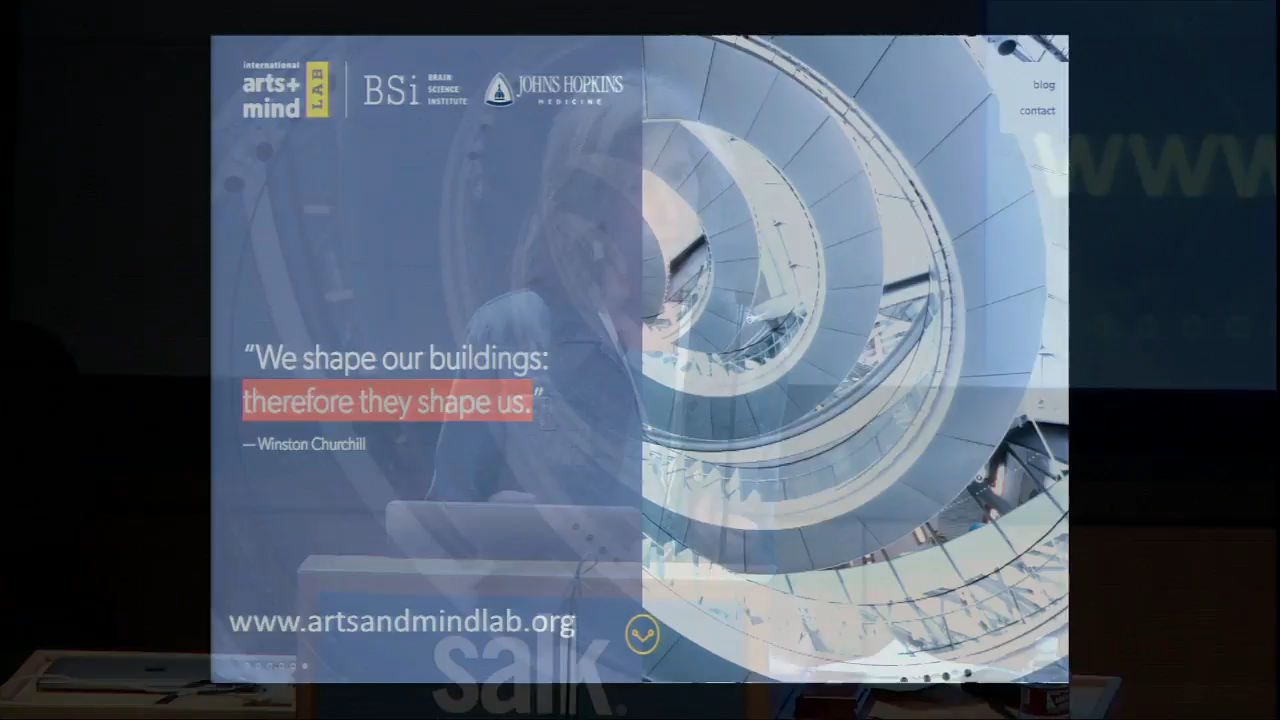 international
arts+
mind
LAB
BSi
BRAIN
SCIENCE
INSTITUTE
JOHNS HOPKINS
MEDICINE
blog
contact
www
“We shape our buildings:
therefore they shape us.”
— Winston Churchill
www.artsandmindlab.org
salk.